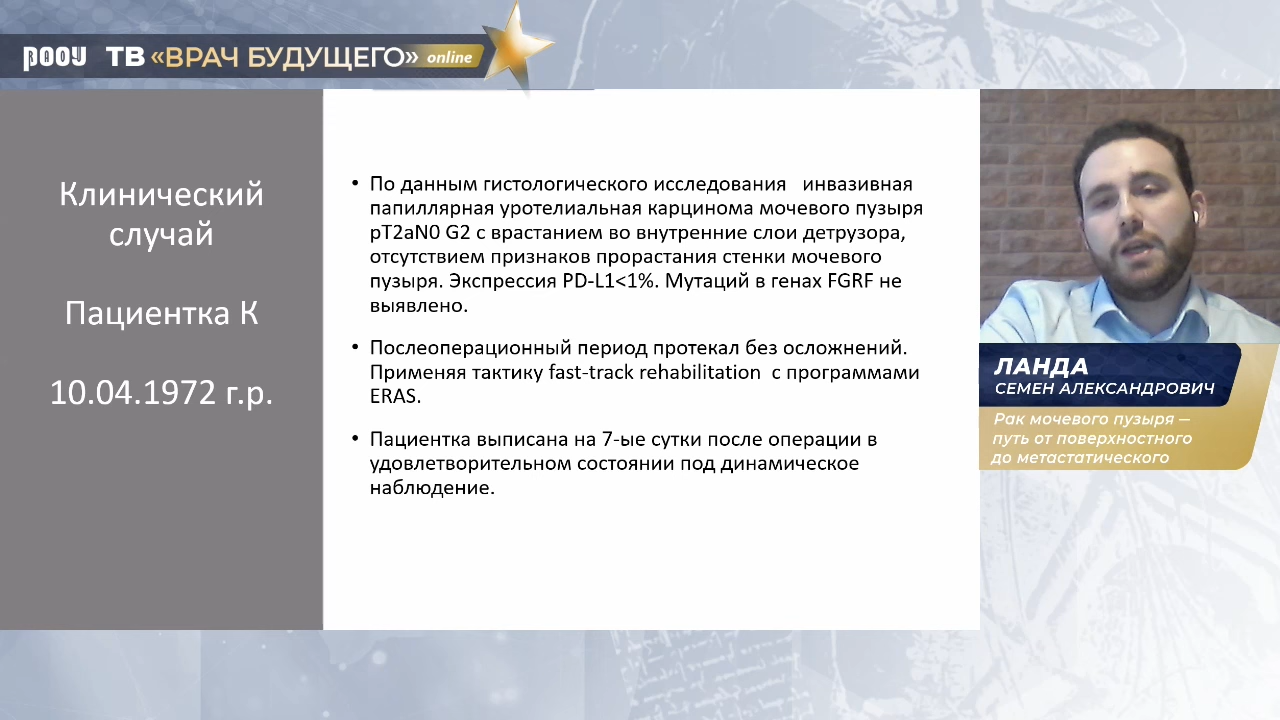 РООУ ТВ «ВРАЧ БУДУЩЕГО» online
Клинический
случай
Пациентка К
10.04.1972 г.р.
• По данным гистологического исследования инвазивная
папиллярная уротелиальная карцинома мочевого пузыря
pT2aN0 G2 с врастанием во внутренние слои детрузора,
отсутствием признаков прорастания стенки мочевого
пузыря. Экспрессия PD-L1<1%. Мутаций в генах FGRF не
выявлено.
• Послеоперационный период протекал без осложнений.
Применяя тактику fast-track rehabilitation с программами
ERAS.
• Пациентка выписана на 7-ые сутки после операции в
удовлетворительном состоянии под динамическое
наблюдение.
ЛАНДА
СЕМЕН АЛЕКСАНДРОВИЧ
Рак мочевого пузыря —
путь от поверхностного
до метастатического